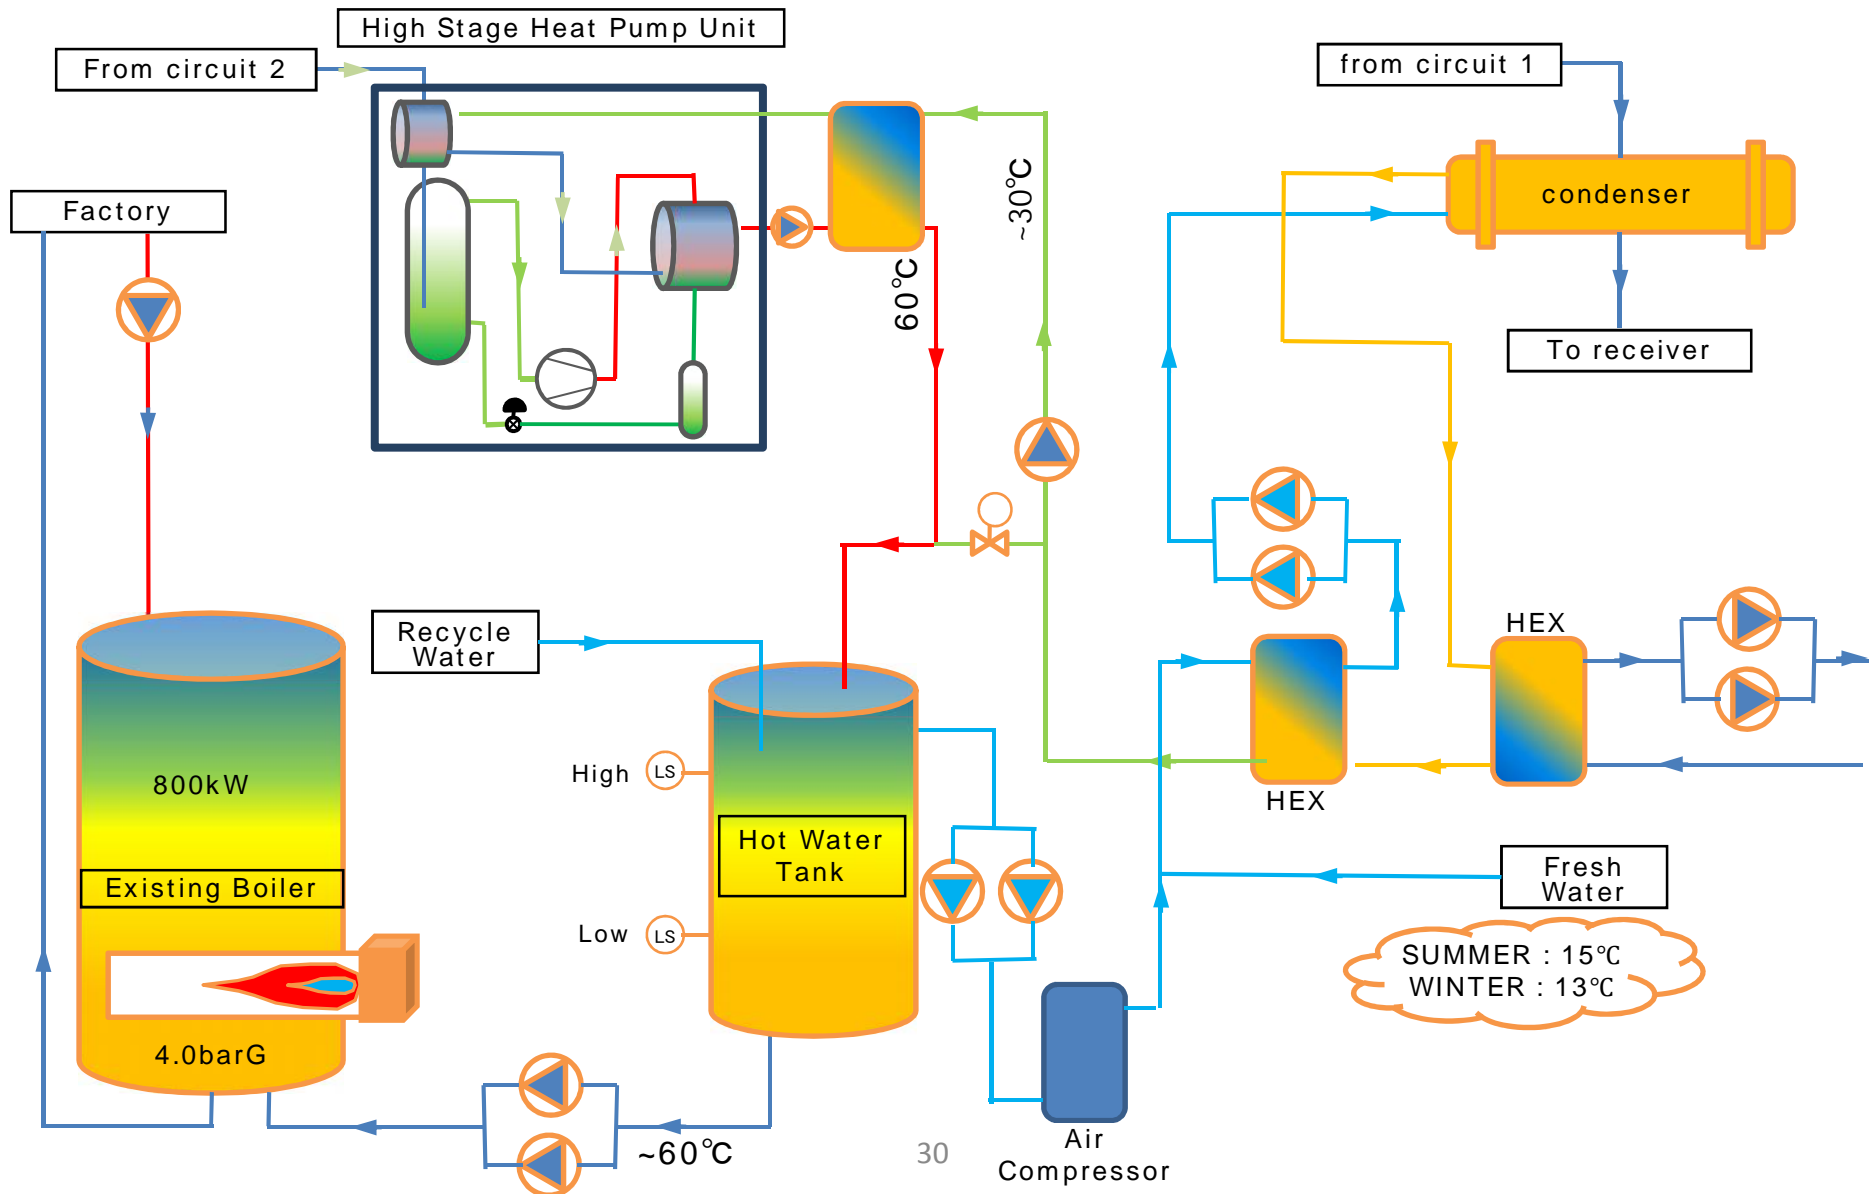 High Stage Heat Pump Unit
From circuit 2
from circuit 1
~30℃
condenser
Factory
60℃
To receiver
Recycle
Water
HEX
High
LS
800kW
HEX
Hot Water
Tank
Existing Boiler
Fresh
Water
Low
LS
SUMMER : 15℃
WINTER : 13℃
4.0barG
~60℃
30
Air
Compressor